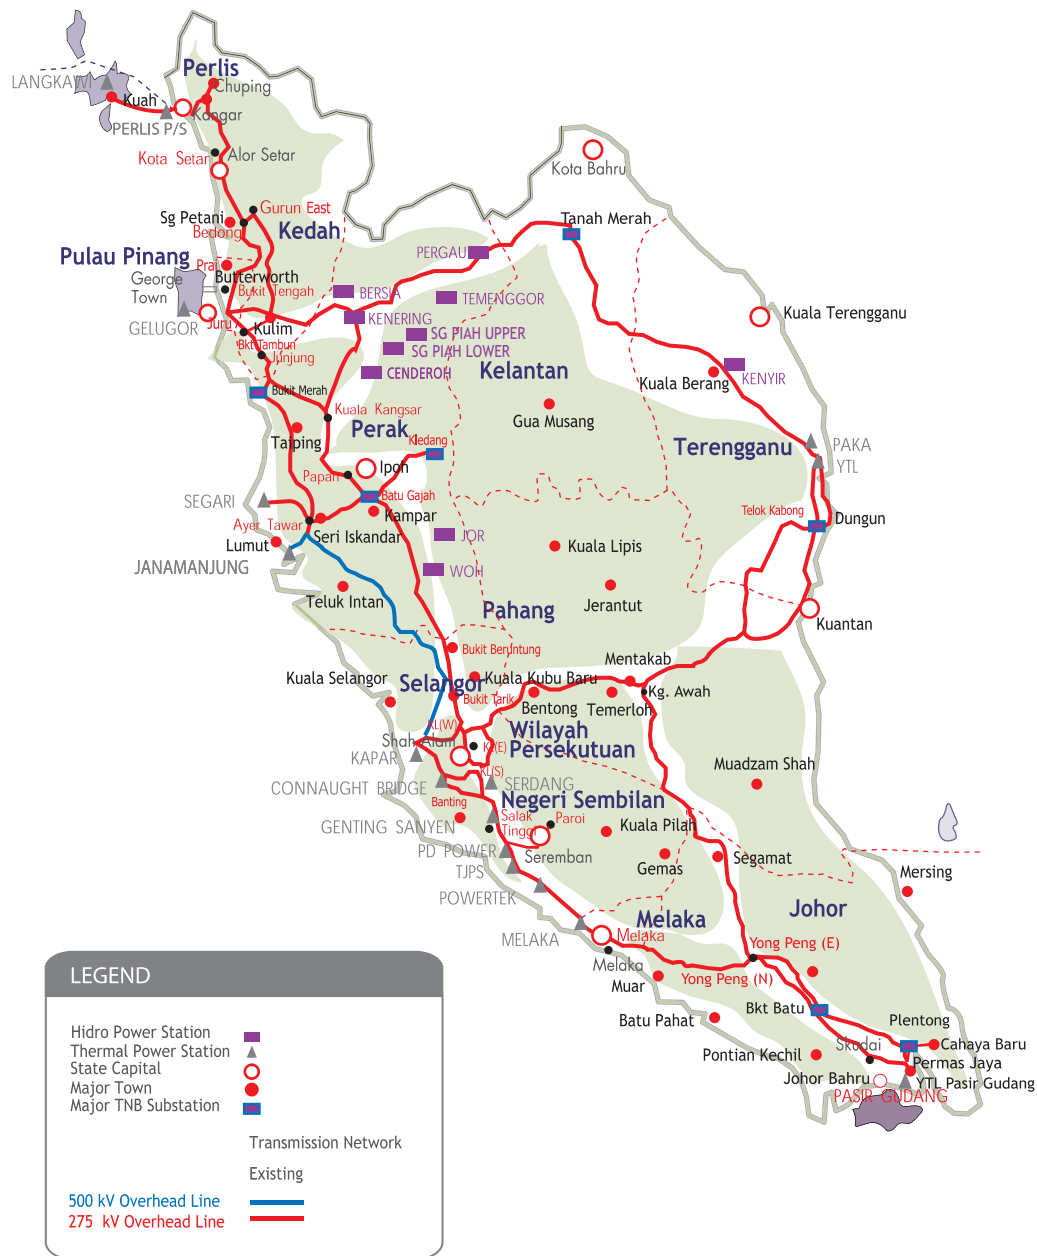 Perlis
LANGKAWI
Chuping
Kuah
Kangar
PERLIS P/S
Kota Setar
Alor Setar
Gurun East
Sg Petani
Bedong
Kedah
Tanah Merah
Kota Bahru
Pulau Pinang
Prai
PERGAU
George
Town
Butterworth
Bukit Tengah
BERSIA
TEMENGGOR
GELUGOR
Juru
Kulim
KENERING
Kuala Terengganu
Bkt Tambun
Junjung
SG PIAH UPPER
SG PIAH LOWER
CENDEROH
Kelantan
Kuala Berang
KENYIR
Bukit Merah
Kuala Kangsar
Gua Musang
Taiping
Perak
Kledang
Terengganu
PAKA
YTL
Papan
Ipoh
SEGARI
Batu Gajah
Kampar
Telok Kabong
Dungun
Ayer Tawar
Seri Iskandar
Lumut
JOR
Kuala Lipis
JANAMANJUNG
WOH
Teluk Intan
Jerantut
Pahang
Kuantan
Bukit Beruntung
Mentakab
Kuala Selangor
Selangor
Kuala Kubu Baru
Kg. Awah
Bukit Tarik
Bentong
Temerloh
KL(W)
Wilayah
Persekutuan
Shah Alam
KL(E)
KAPAR
KL(S)
Muadzam Shah
CONNAUGHT BRIDGE
SERDANG
Banting
Negeri Sembilan
GENTING SANYEN
Salak
Tinggi
Paroi
Kuala Pilah
PD POWER
Seremban
Segamat
TJPS
Gemas
Mersing
POWERTEK
Melaka
Johor
MELAKA
Melaka
Yong Peng (E)
Melaka
Muar
Yong Peng (N)
Batu Pahat
Bkt Batu
Plentong
Skudai
Cahaya Baru
Pontian Kechil
Permas Jaya
Johor Bahru
YTL Pasir Gudang
PASIR GUDANG
LEGEND
Hidro Power Station
Thermal Power Station
State Capital
Major Town
Major TNB Substation
Transmission Network
Existing
500 kV Overhead Line
275 kV Overhead Line